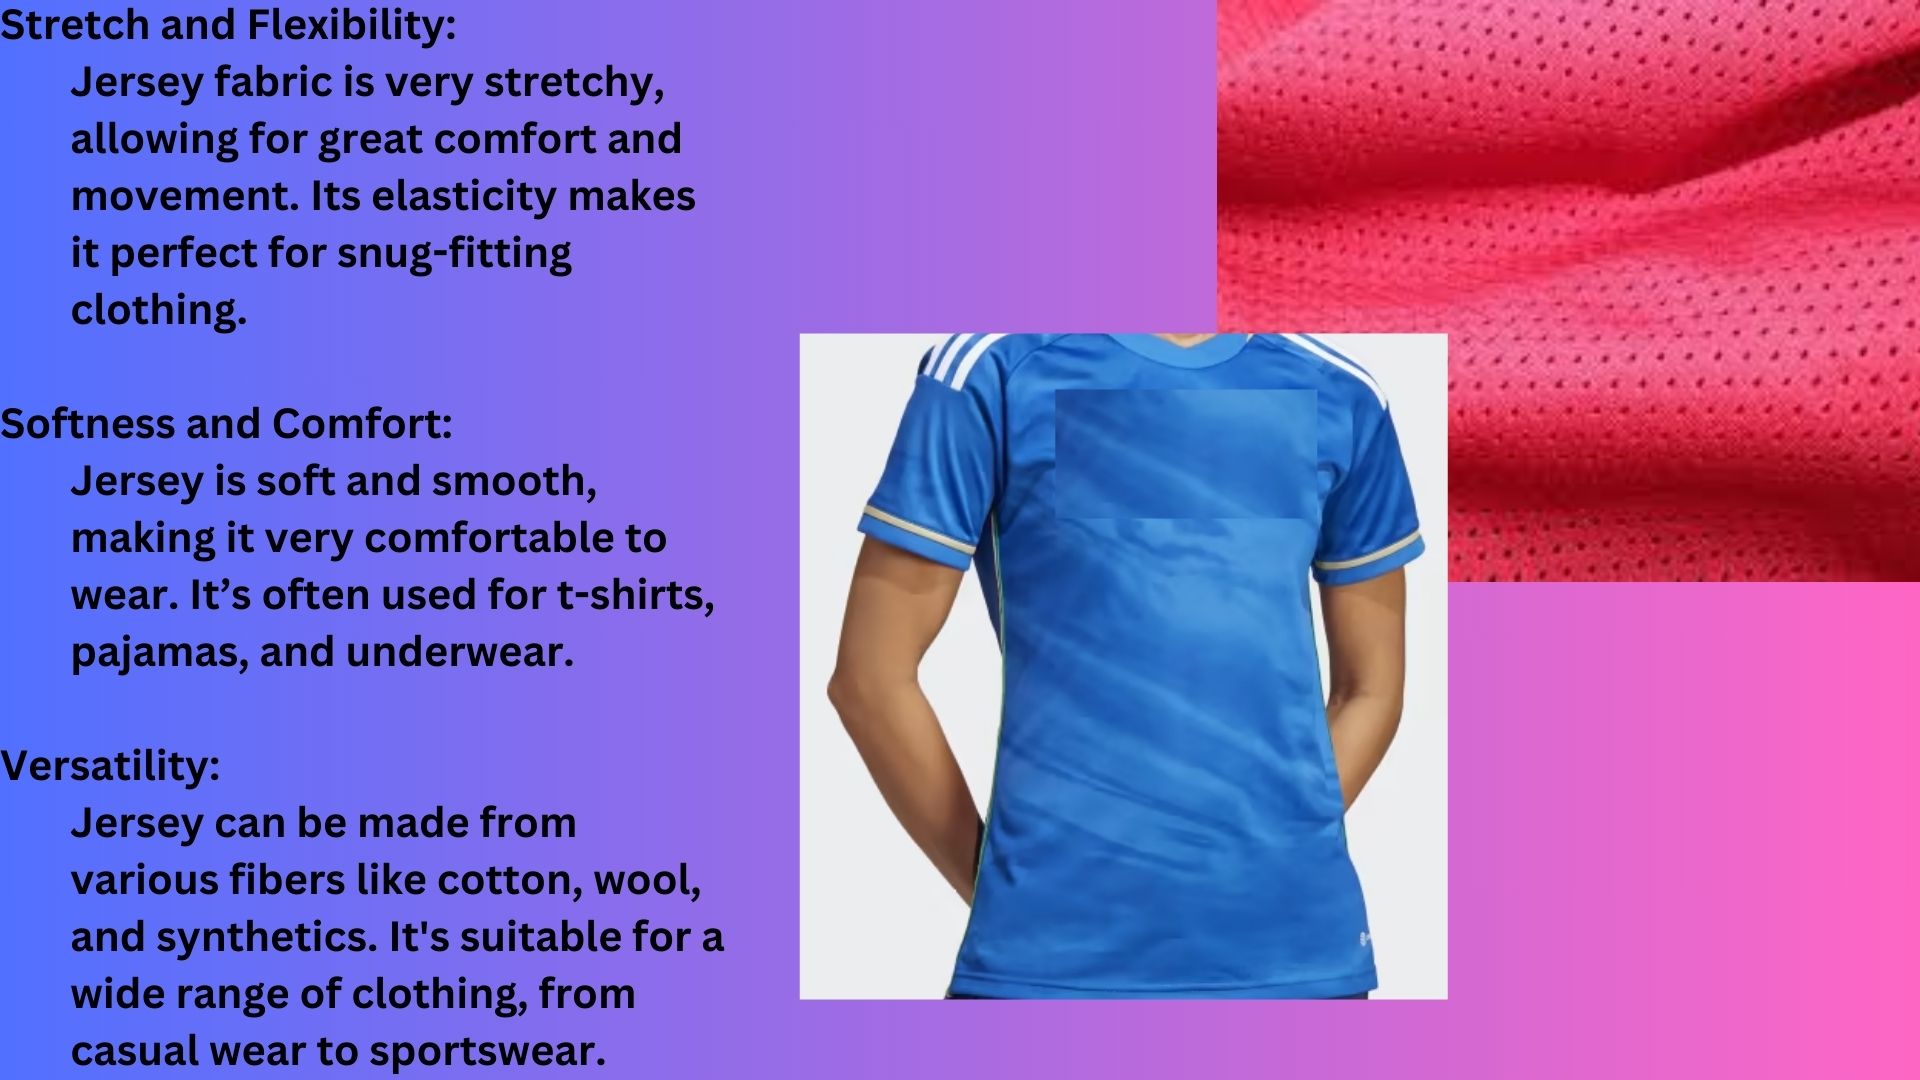 Stretch and Flexibility:
Jersey fabric is very stretchy,
allowing for great comfort and
movement. Its elasticity makes
it perfect for snug-fitting
clothing.
Softness and Comfort:
Jersey is soft and smooth,
making it very comfortable to
wear. It’s often used for t-shirts,
pajamas, and underwear.
Versatility:
Jersey can be made from
various fibers like cotton, wool,
and synthetics. It's suitable for a
wide range of clothing, from
casual wear to sportswear.